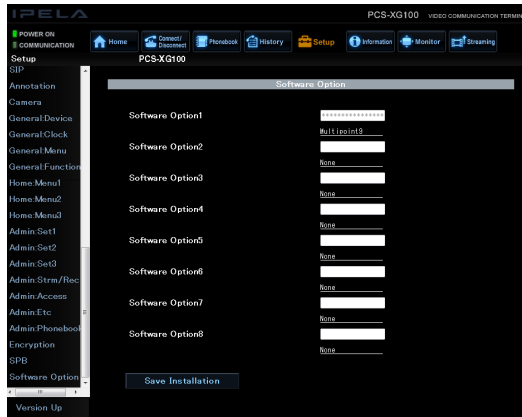 IPELA
PCS-XG100 VIDEO COMMUNICATION TERMIN
POWER ON
COMMUNICATION
Home
Connect/
Disconnect
Phonebook
History
Setup
Information
Monitor
Streaming
Setup
PCS-XG100
SIP
Annotation
Camera
General:Device
General:Clock
General:Menu
General:Function
Home:Menu1
Home:Menu2
Home:Menu3
Admin:Set1
Admin:Set2
Admin:Set3
Admin:Strm/Rec
Admin:Access
Admin:Etc
Admin:Phonebook
Encryption
SPB
Software Option
Version Up
Software Option
Software Option1
****************
Multipoint9
Software Option2
None
Software Option3
None
Software Option4
None
Software Option5
None
Software Option6
None
Software Option7
None
Software Option8
None
Save Installation